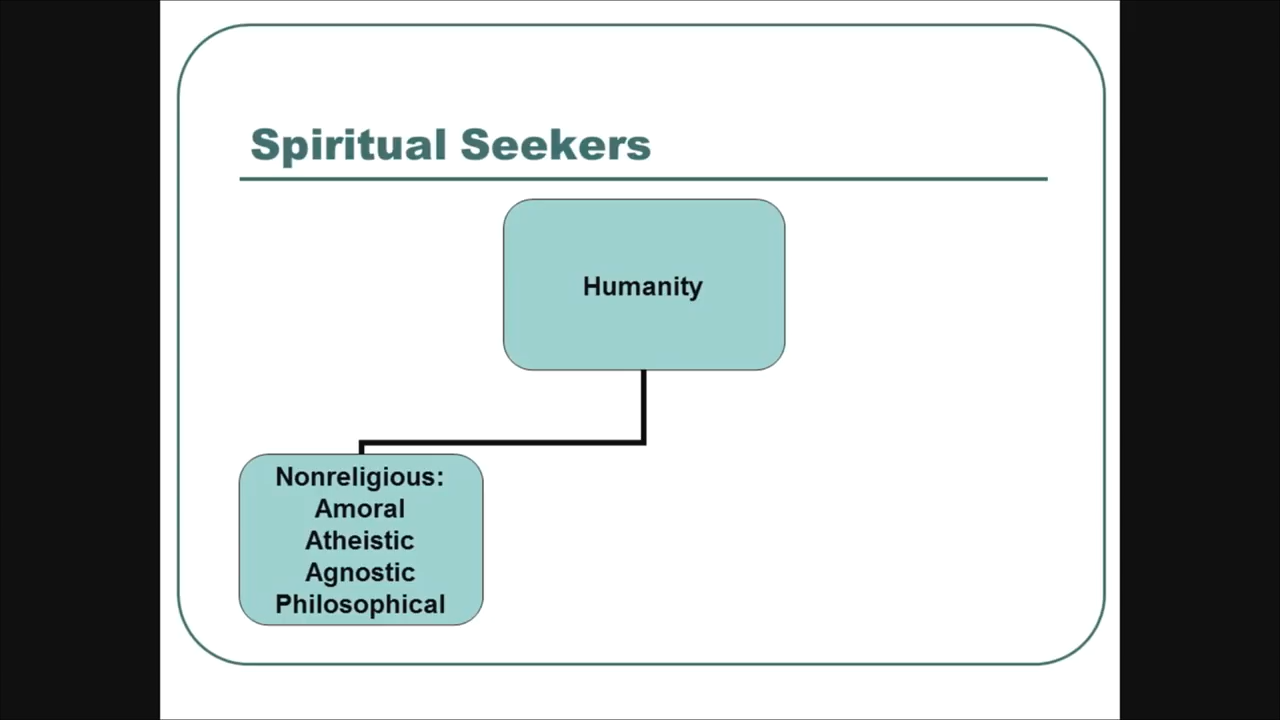 Spiritual Seekers
Humanity
Nonreligious:
Amoral
Atheistic
Agnostic
Philosophical